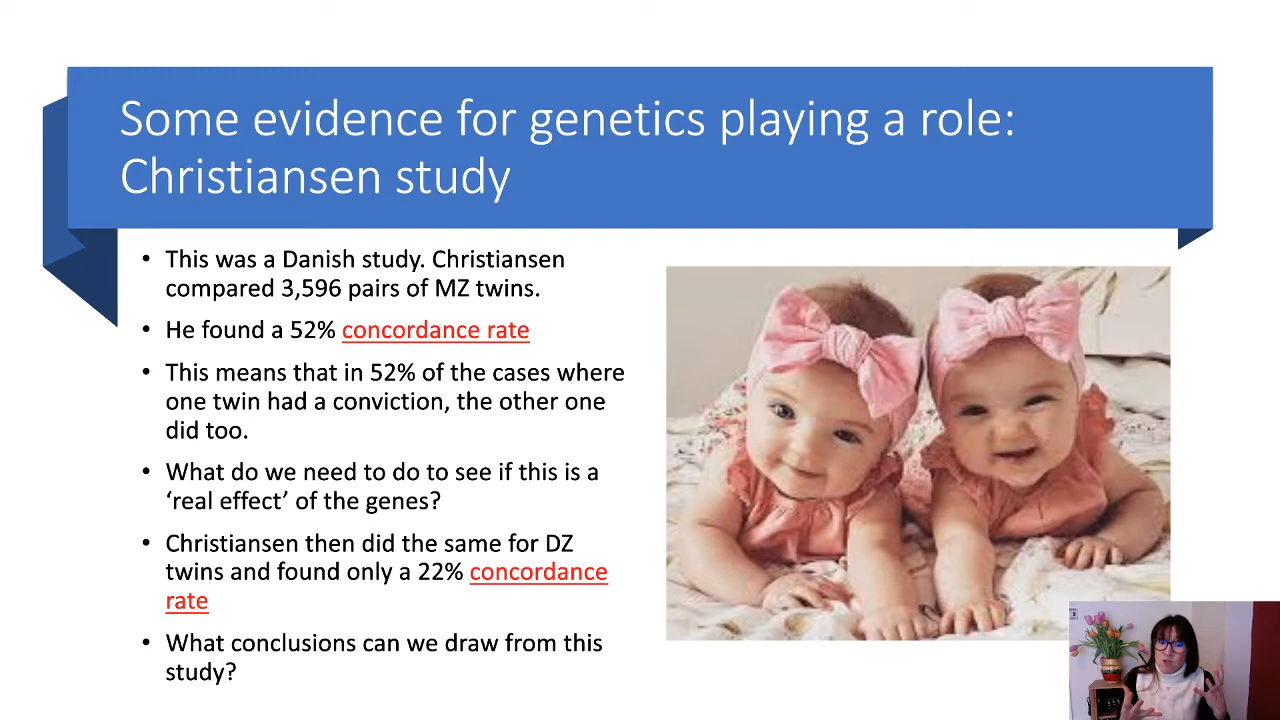 Some evidence for genetics playing a role:
Christiansen study
• This was a Danish study. Christiansen
compared 3,596 pairs of MZ twins.
• He found a 52% concordance rate
• This means that in 52% of the cases where
one twin had a conviction, the other one
did too.
• What do we need to do to see if this is a
‘real effect’ of the genes?
• Christiansen then did the same for DZ
twins and found only a 22% concordance
rate
• What conclusions can we draw from this
study?